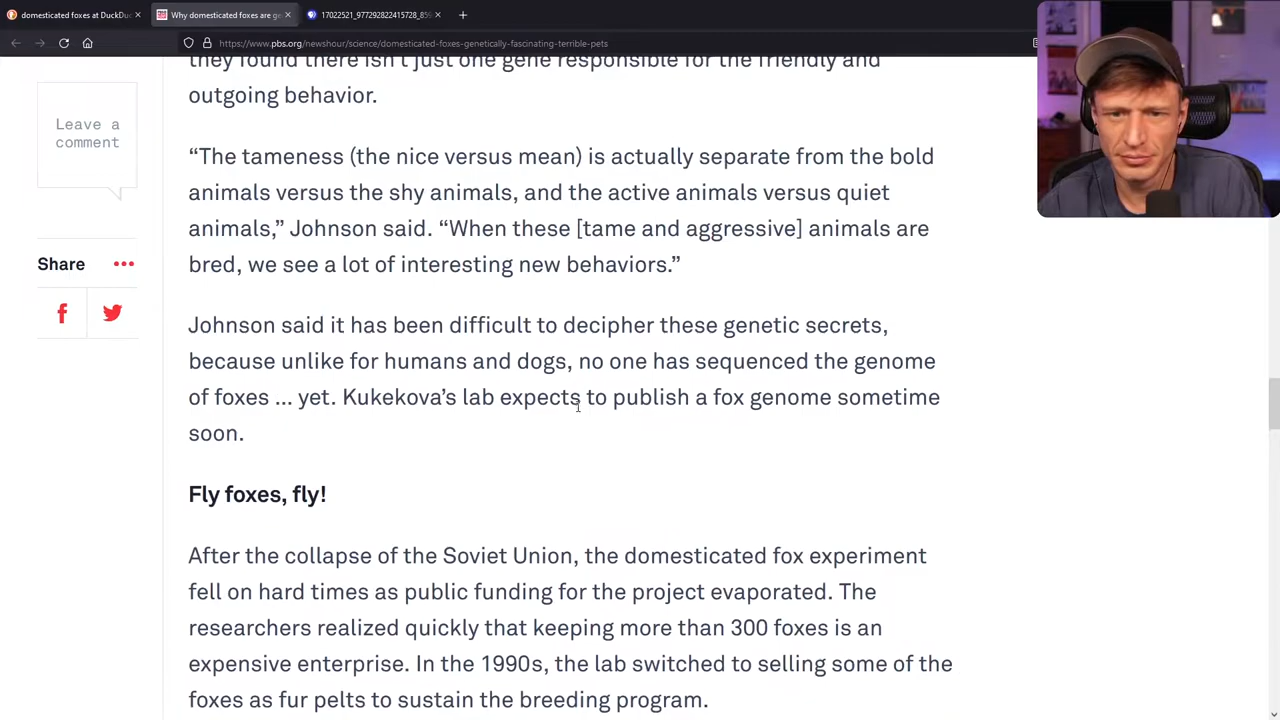 domesticated foxes at DuckDuc
Why domesticated foxes are ge
17022521_977292822415728_859
https://www.pbs.org/newshour/science/domesticated-foxes-genetically-fascinating-terrible-pets
they found there isn't just one gene responsible for the friendly and
outgoing behavior.
Leave a
comment
“The tameness (the nice versus mean) is actually separate from the bold
animals versus the shy animals, and the active animals versus quiet
animals,” Johnson said. “When these [tame and aggressive] animals are
bred, we see a lot of interesting new behaviors.”
Share
Johnson said it has been difficult to decipher these genetic secrets,
because unlike for humans and dogs, no one has sequenced the genome
of foxes ... yet. Kukekova’s lab expects to publish a fox genome sometime
soon.
Fly foxes, fly!
After the collapse of the Soviet Union, the domesticated fox experiment
fell on hard times as public funding for the project evaporated. The
researchers realized quickly that keeping more than 300 foxes is an
expensive enterprise. In the 1990s, the lab switched to selling some of the
foxes as fur pelts to sustain the breeding program.